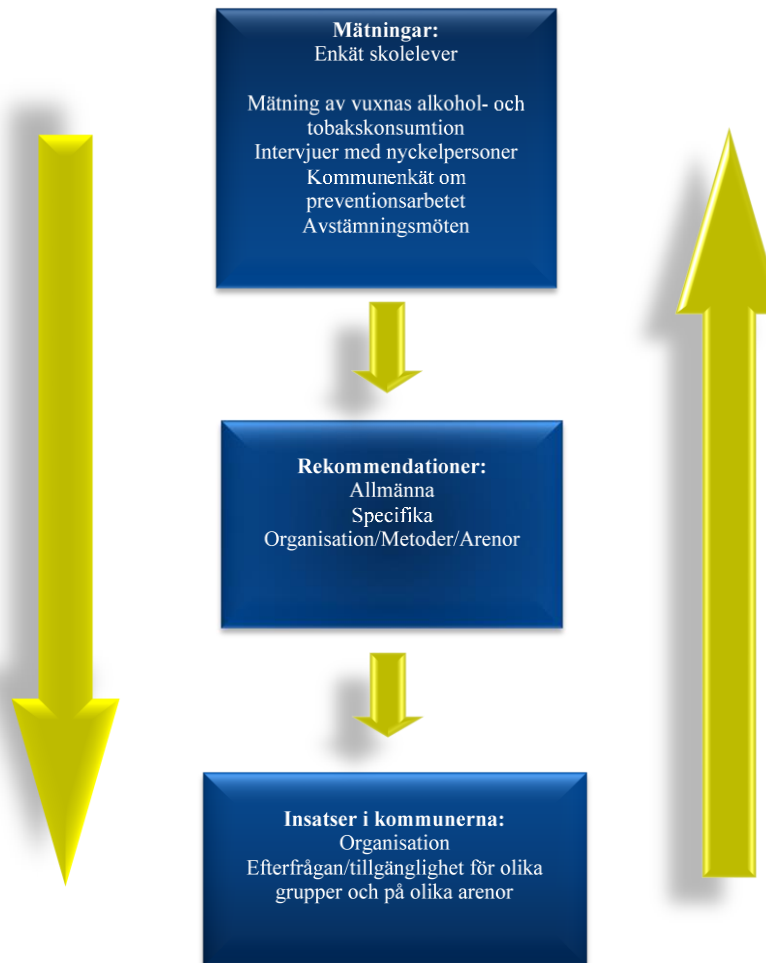 Mätningar:
Enkät skolelever
Mätning av vuxnas alkohol- och
tobakskonsumtion
Intervjuer med nyckelpersoner
Kommunenkät om
preventionsarbetet
Avstämningsmöten
Rekommendationer:
Allmänna
Specifika
Organisation/Metoder/Arenor
Insatser i kommunerna:
Organisation
Efterfrågan/tillgänglighet för olika
grupper och på olika arenor